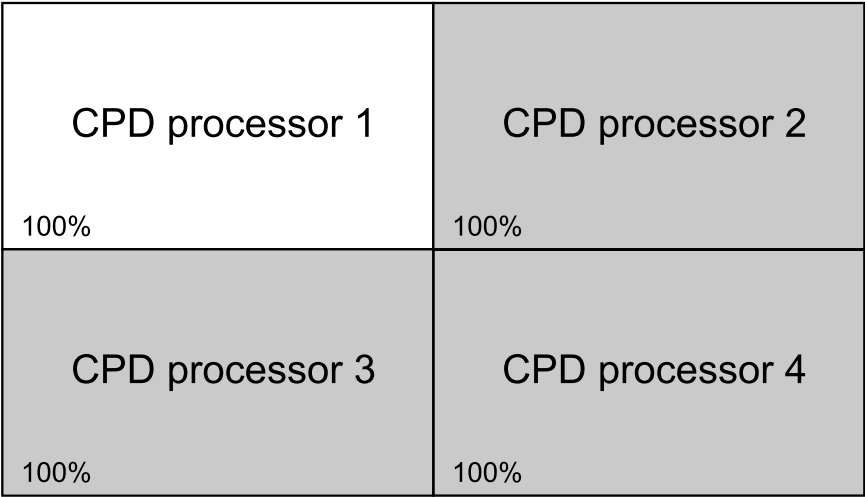 CPD processor 1
100%
CPD processor 2
100%
CPD processor 3
100%
CPD processor 4
100%